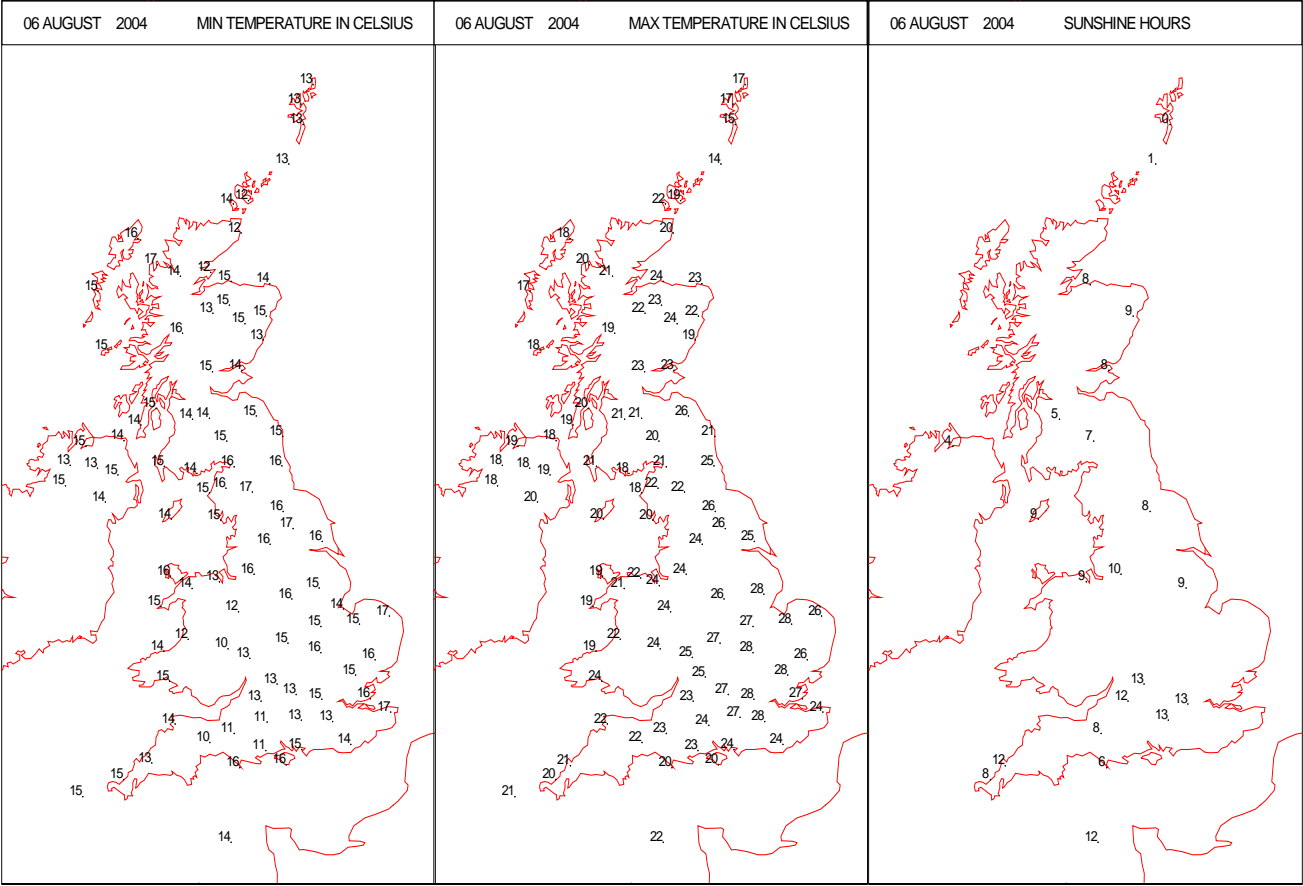 06 AUGUST 2004 MIN TEMPERATURE IN CELSIUS
13.
13.
13.
13.
14. 12.
12.
16.
17.
14. 12. 15. 14.
15.
15. 13. 15. 15.
16. 13.
15.
15. 14.
15. 14. 14. 14. 15.
15.
15. 14. 15.
13. 13. 15. 15. 14. 16. 16.
15. 15. 16. 17.
14. 14. 15. 16.
17.
16. 16.
16. 14. 13. 16. 15.
15. 12. 16. 14. 17.
15. 15.
12. 10. 15.
14. 13. 15. 16.
15. 15.
13. 13. 13. 15. 16.
17.
14. 11. 11. 13. 13.
10. 11. 15. 14.
13. 16. 16.
15.
15.
14.
06 AUGUST 2004 MAX TEMPERATURE IN CELSIUS
17.
17.
15.
14.
22. 19.
20.
18.
20.
21. 24. 23.
17.
23. 22. 22. 24.
19. 19.
18.
23. 23.
20. 19. 21. 21. 26.
21.
19. 18. 20.
18. 18. 19. 21. 18. 21. 25.
18. 20. 18. 22. 22.
20. 20. 26.
26.
24. 25.
19. 21. 22. 24. 24. 28.
19. 24. 26. 28. 26.
27.
22. 24. 27. 28.
19. 25. 26.
24. 25. 28.
23. 27. 28. 27.
24.
22. 23. 24. 27. 28.
22. 23. 24. 24.
21. 20. 20.
20.
21.
22.
06 AUGUST 2004 SUNSHINE HOURS
0.
1.
8.
9.
8.
5.
4. 7.
8.
9.
9. 10. 9.
13.
12. 13.
13.
8.
12. 6.
8.
12.